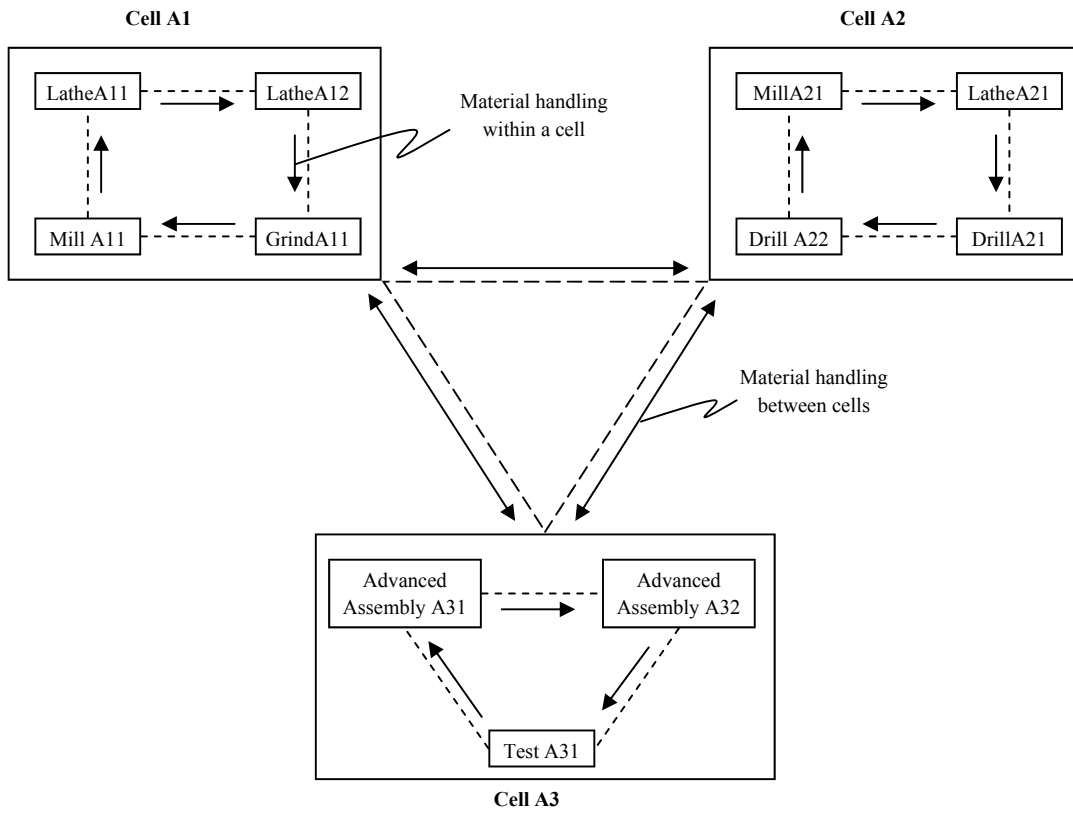 Cell A1
Cell A2
LatheA11
LatheA12
Mill A11
GrindA11
Material handling
within a cell
MillA21
LatheA21
Drill A22
DrillA21
Material handling
between cells
Advanced
Assembly A31
Advanced
Assembly A32
Test A31
Cell A3